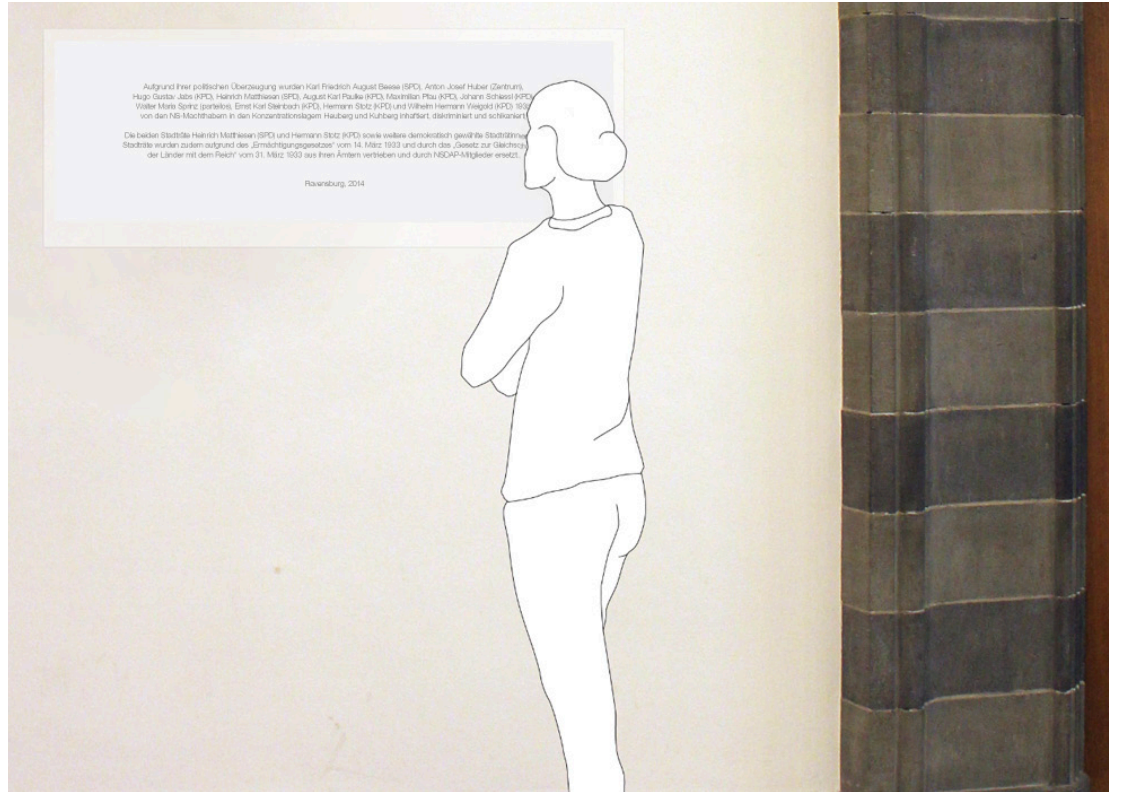 Aufgrund ihrer politischen Überzeugung wurden Karl Friedrich August Beese (SPD), Anton Josef Huber (Zentrum),
Hugo Gustav Jabs (KPD), Heinrich Matthiesen (SPD), August Karl Paulke (KPD), Maximilian Pfau (KPD), Johann Schiessl (KPD)
Walter Maria Sprinz (parteilos), Ernst Karl Steinbach (KPD), Hermann Stotz (KPD) und Wilhelm Hermann Weigold (KPD) 193
von den NS-Machthabern in den Konzentrationslagern Heuberg und Kuhberg inhaftiert, diskriminiert und schikaniert
Die beiden Stadträte Heinrich Matthiesen (SPD) und Hermann Stotz (KPD) sowie weitere demokratisch gewählte
Stadträte wurden zudem aufgrund des „Ermächtigungsgesetzes“ vom 14. März 1933 und durch das „Gesetz zur
der Länder mit dem Reich“ vom 31. März 1933 aus ihren Ämtern vertrieben und durch NSDAP-Mitglieder ersetzt.
Ravensburg, 2014